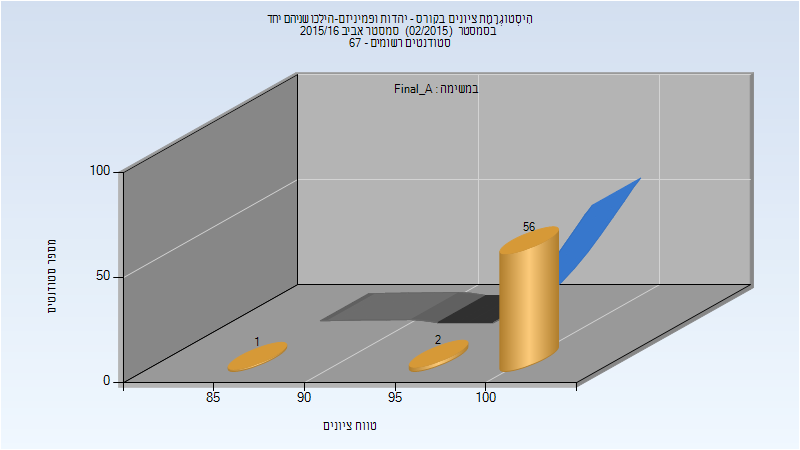 היסטוגרמת ציונים בקורס - יהדות ופמיניזם-הילכו שניהם יחד
בסמסטר (02/2015) סמסטר אביב 2015/16
סטודנטים רשומים - 67
במשימה: Final_A
100
50
0
מספר סטודנטים
1
2
56
85
90
95
100
טווח ציונים